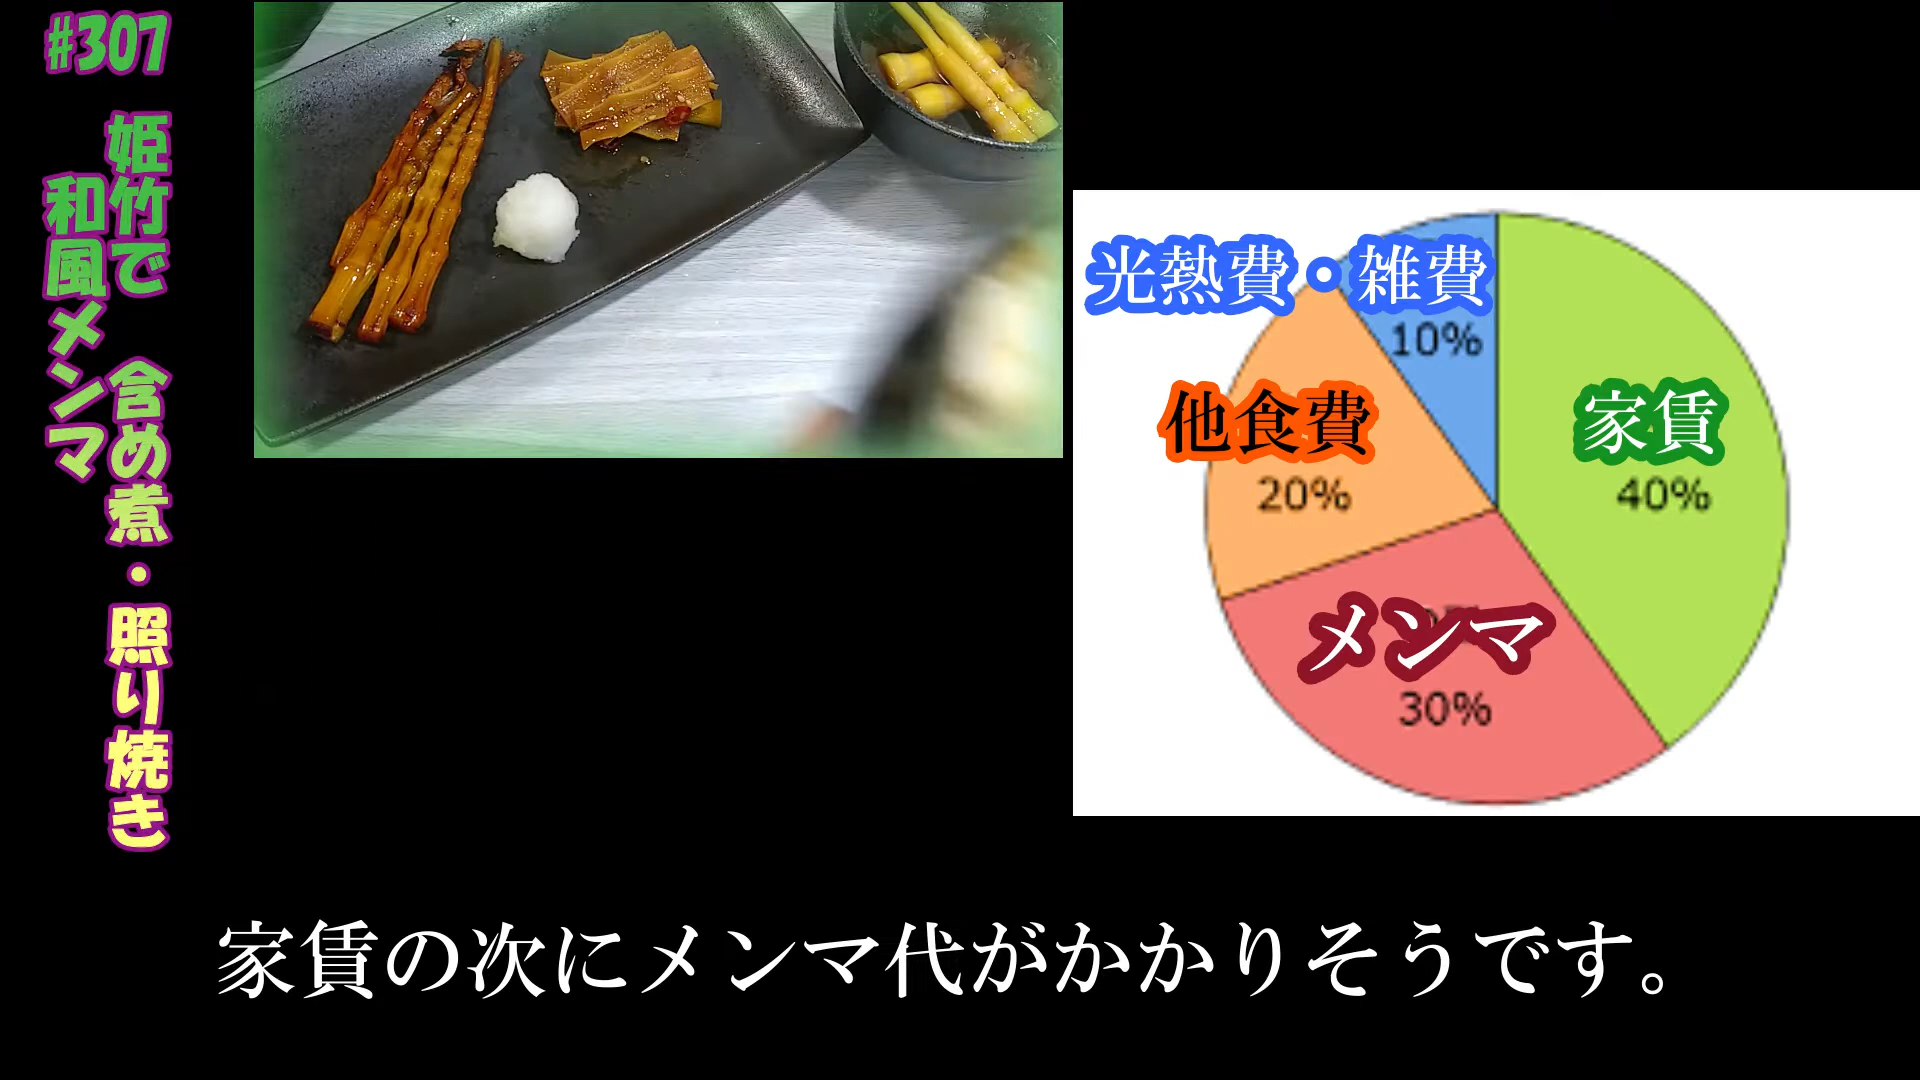 #307
姫竹で 含め煮・照り焼き
和風メンマ
光熱費・雑費
10%
他食費
20%
家賃
40%
メンマ
30%
家賃の次にメンマ代がかかりそうです。